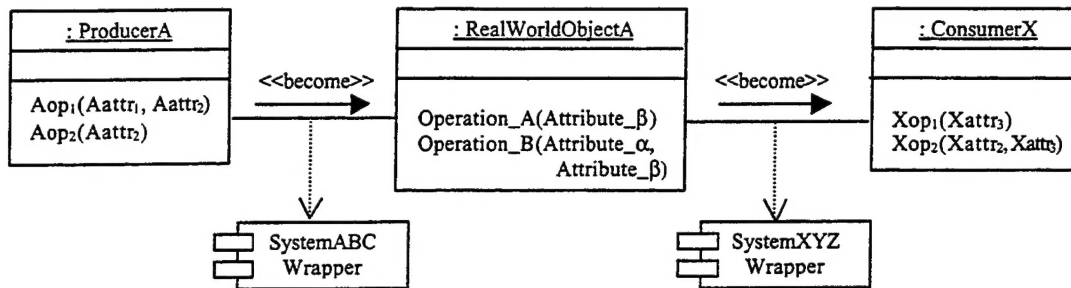 : ProducerA
Aop₁(Aattr₁, Aattr₂)
Aop₂(Aattr₂)
<<become>>
: RealWorldObjectA
Operation_A(Attribute_β)
Operation_B(Attribute_α,
Attribute_β)
<<become>>
: ConsumerX
Xop₁(Xattr₃)
Xop₂(Xattr₂, Xattr₃)
SystemABC
Wrapper
SystemXYZ
Wrapper